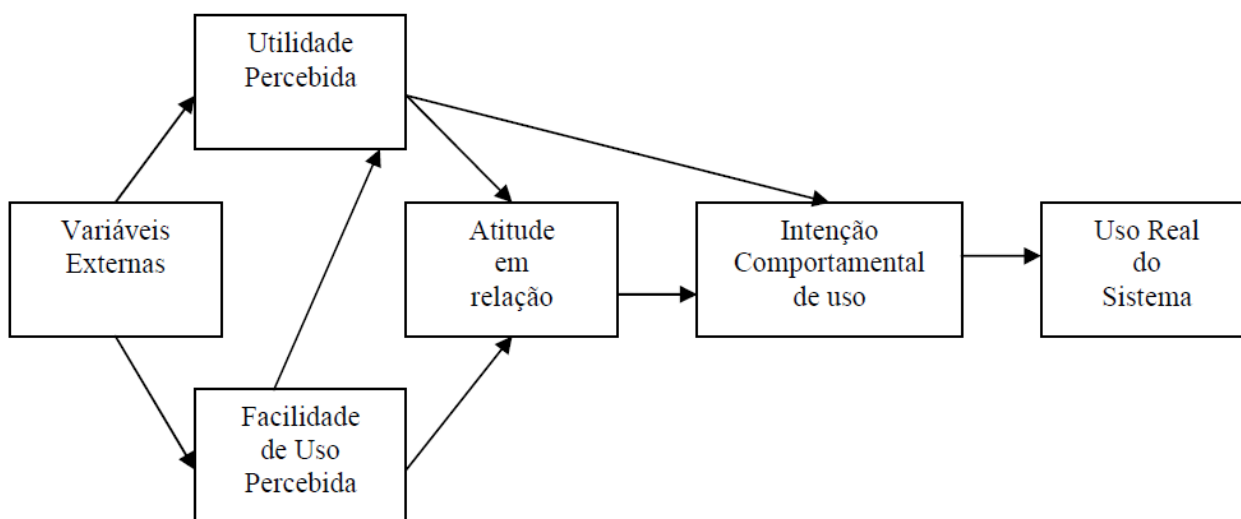 Utilidade
Percebida
Variáveis
Externas
Atitude
em
relação
Intenção
Comportamental
de uso
Uso Real
do
Sistema
Facilidade
de Uso
Percebida